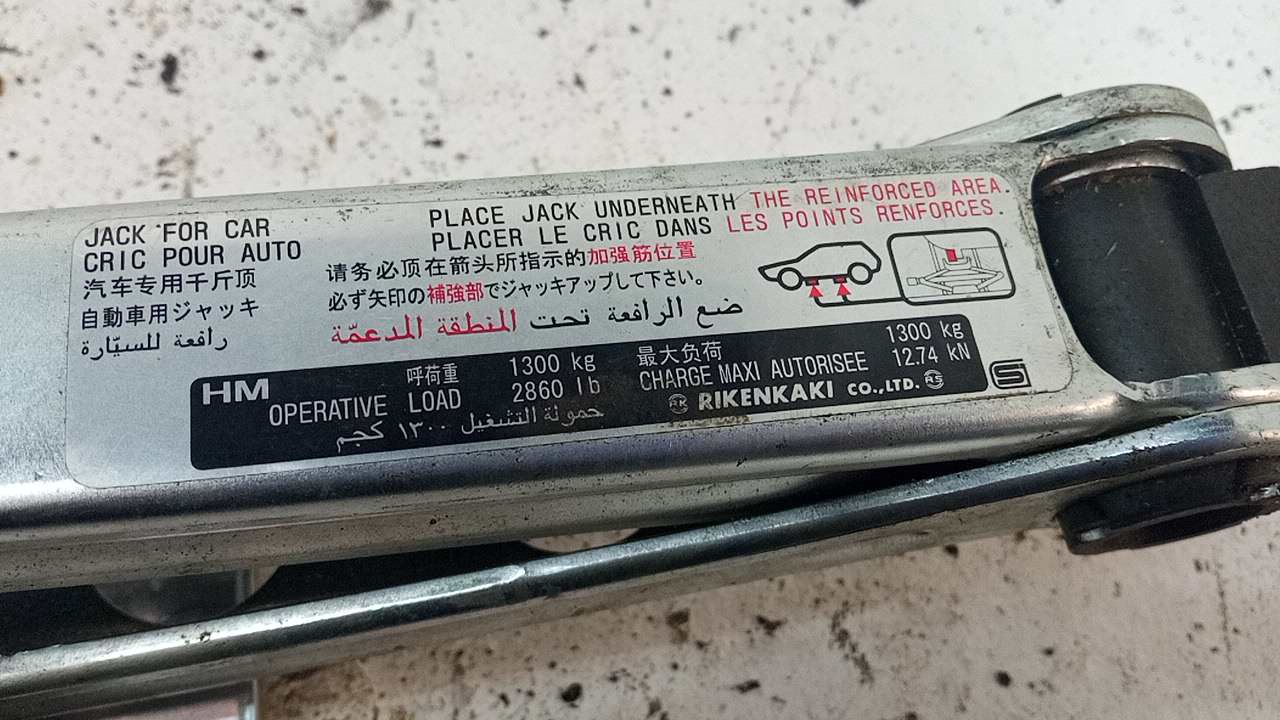 JACK FOR CAR
CRIC POUR AUTO
汽车专用千斤顶
自動車用ジャッキ
رافعة للسيّارة
PLACE JACK UNDERNEATH THE REINFORCED AREA.
PLACER LE CRIC DANS LES POINTS RENFORCES.
请务必顶在箭头所指示的加强筋位置
必ず矢印の補強部でジャッキアップして下さい。
ضع الرافعة تحت المنطقة المدعمّة
HM
呼荷重 1300 kg
OPERATIVE LOAD 2860 lb
حمولة التشغيل ١٣٠٠ كجم
最大负荷 1300 kg
CHARGE MAXI AUTORISEE 12.74 kN
RK RIKENKAKI CO.,LTD. RS